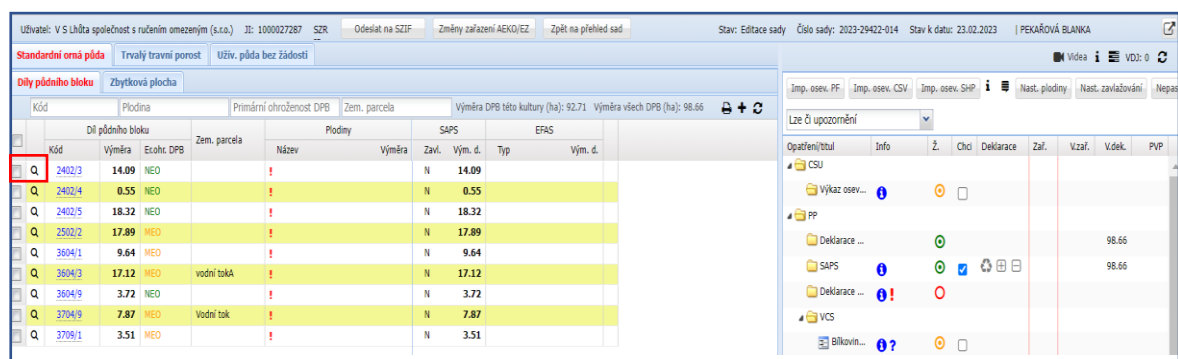 Uživatel: V S Lhůta společnost s ručením omezeným (s.r.o.) JI: 1000027287 SZR Odeslat na SZIF Změny zařazení AEKO/EZ Zpět na přehled sad Stav: Editace sady Číslo sady: 2023-29422-014 Stav k datu: 23.02.2023 | PEKAŘOVÁ BLANKA
Standardní orná půda Trvalý travní porost Uživ. půda bez žádosti
Videa VDJ: 0
Díly půdního bloku Zbytková plocha
Imp. osev. PF Imp. osev. CSV Imp. osev. SHP Nast. plodiny Nast. zavlažování Nepas
Kód Plodina Primární ohroženost DPB Zem. parcela Výměra DPB této kultury (ha): 92.71 Výměra všech DPB (ha): 98.66
Lze či upozornění
Díl půdního bloku Zem. parcela Plodiny SAPS EFAS
Kód Výměra Er.ohr. DPB Název Výměra Zavl. Vým. d. Typ Vým. d.
Opatření/titul Info Ž. Chci Deklarace Zař. V.zař. V.dek. PVP
2402/3 14.09 NEO ! N 14.09
2402/4 0.55 NEO ! N 0.55
2402/5 18.32 NEO ! N 18.32
2502/2 17.89 MEO ! N 17.89
3604/1 9.64 MEO ! N 9.64
3604/3 17.12 MEO vodní tokA ! N 17.12
3604/9 3.72 NEO ! N 3.72
3704/9 7.87 MEO Vodní tok ! N 7.87
3709/1 3.51 MEO ! N 3.51
CSU
Výkaz osev...
PP
Deklarace ... 98.66
SAPS 98.66
Deklarace ... !
VCS
Bílkovin... ?